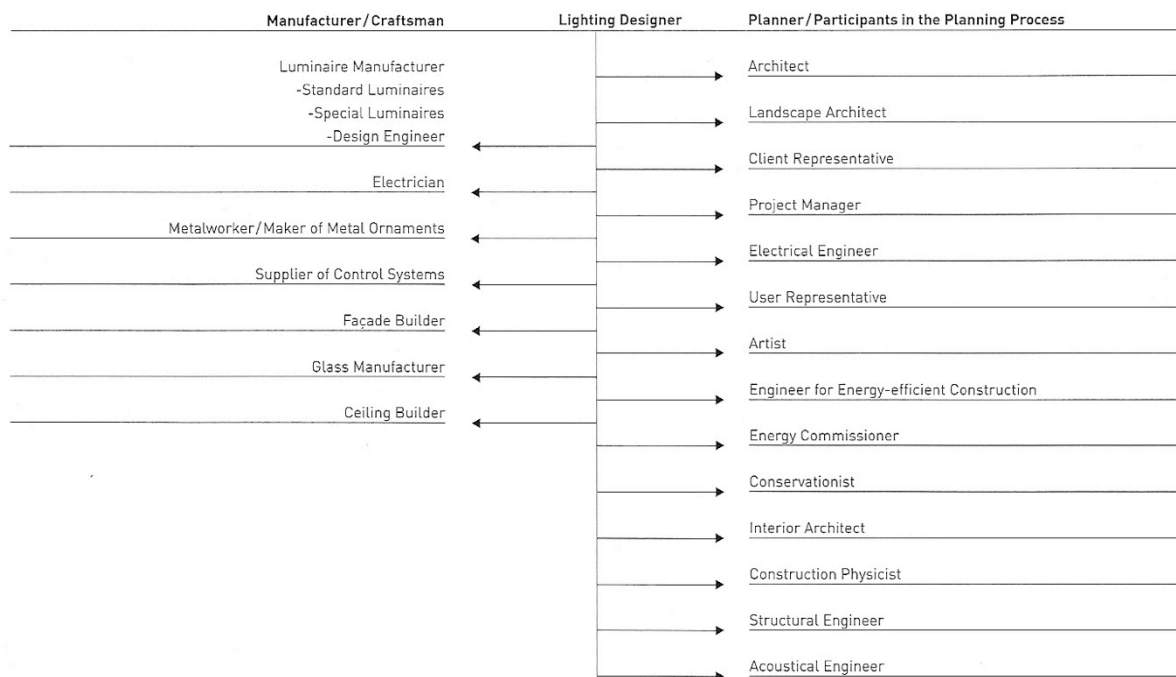 Manufacturer/Craftsman
Lighting Designer
Planner/Participants in the Planning Process
Luminaire Manufacturer
-Standard Luminaires
-Special Luminaires
-Design Engineer
Electrician
Metalworker/Maker of Metal Ornaments
Supplier of Control Systems
Façade Builder
Glass Manufacturer
Ceiling Builder
Architect
Landscape Architect
Client Representative
Project Manager
Electrical Engineer
User Representative
Artist
Engineer for Energy-efficient Construction
Energy Commissioner
Conservationist
Interior Architect
Construction Physicist
Structural Engineer
Acoustical Engineer